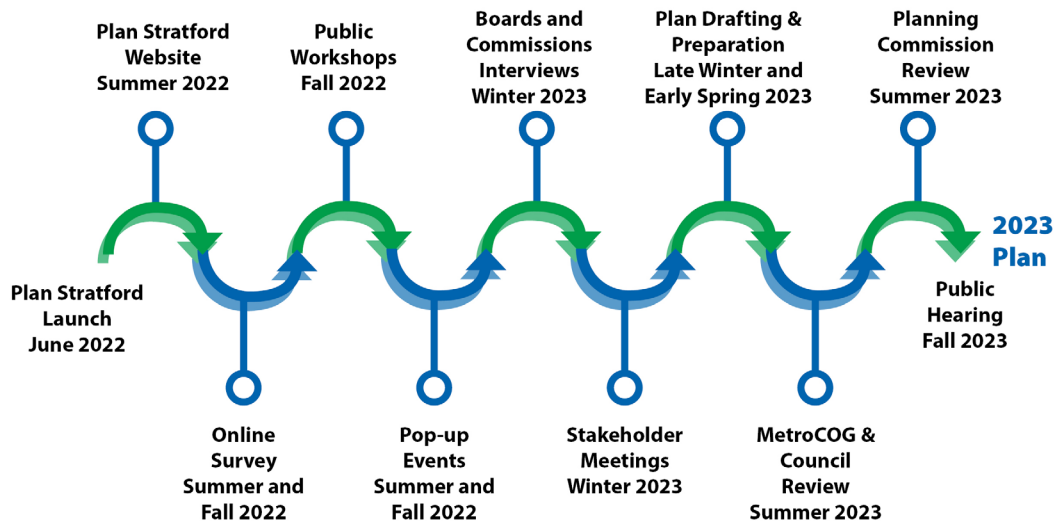 Plan Stratford
Website
Summer 2022
Public
Workshops
Fall 2022
Boards and
Commissions
Interviews
Winter 2023
Plan Drafting &
Preparation
Late Winter and
Early Spring 2023
Planning
Commission
Review
Summer 2023
Plan Stratford
Launch
June 2022
2023
Plan
Public
Hearing
Fall 2023
Online
Survey
Summer and
Fall 2022
Pop-up
Events
Summer and
Fall 2022
Stakeholder
Meetings
Winter 2023
MetroCOG &
Council
Review
Summer 2023